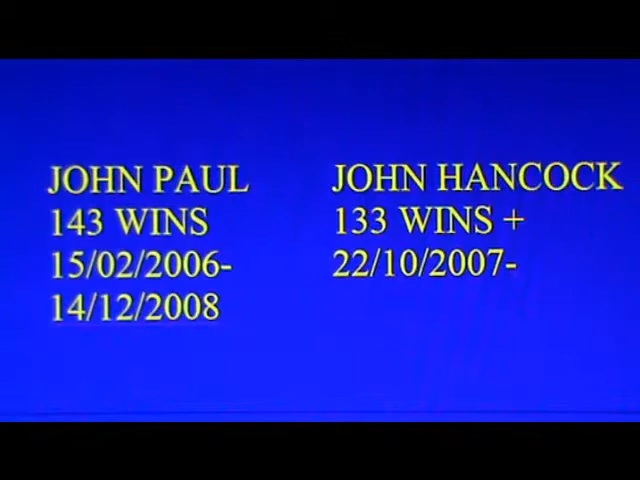 JOHN PAUL
143 WINS
15/02/2006-
14/12/2008
JOHN HANCOCK
133 WINS +
22/10/2007-